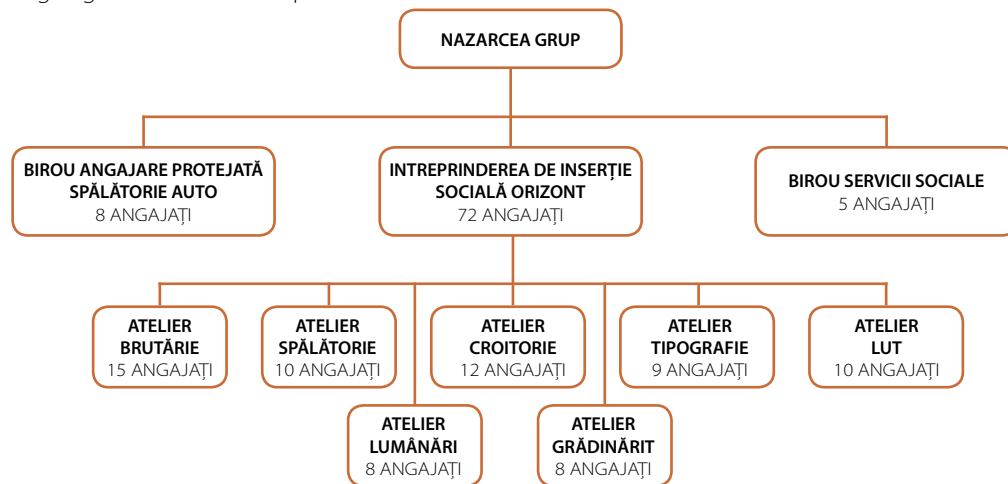 NAZARCEA GRUP
BIROU ANGAJARE PROTEJATĂ
SPĂLĂTORIE AUTO
8 ANGAJAȚI
INTREPRINDEREA DE INSERȚIE
SOCIALĂ ORIZONT
72 ANGAJAȚI
BIROU SERVICII SOCIALE
5 ANGAJAȚI
ATELIER
BRUTĂRIE
15 ANGAJAȚI
ATELIER
SPĂLĂTORIE
10 ANGAJAȚI
ATELIER
CROITORIE
12 ANGAJAȚI
ATELIER
TIPOGRAFIE
9 ANGAJAȚI
ATELIER
LUT
10 ANGAJAȚI
ATELIER
LUMÂNĂRI
8 ANGAJAȚI
ATELIER
GRĂDINĂRIT
8 ANGAJAȚI